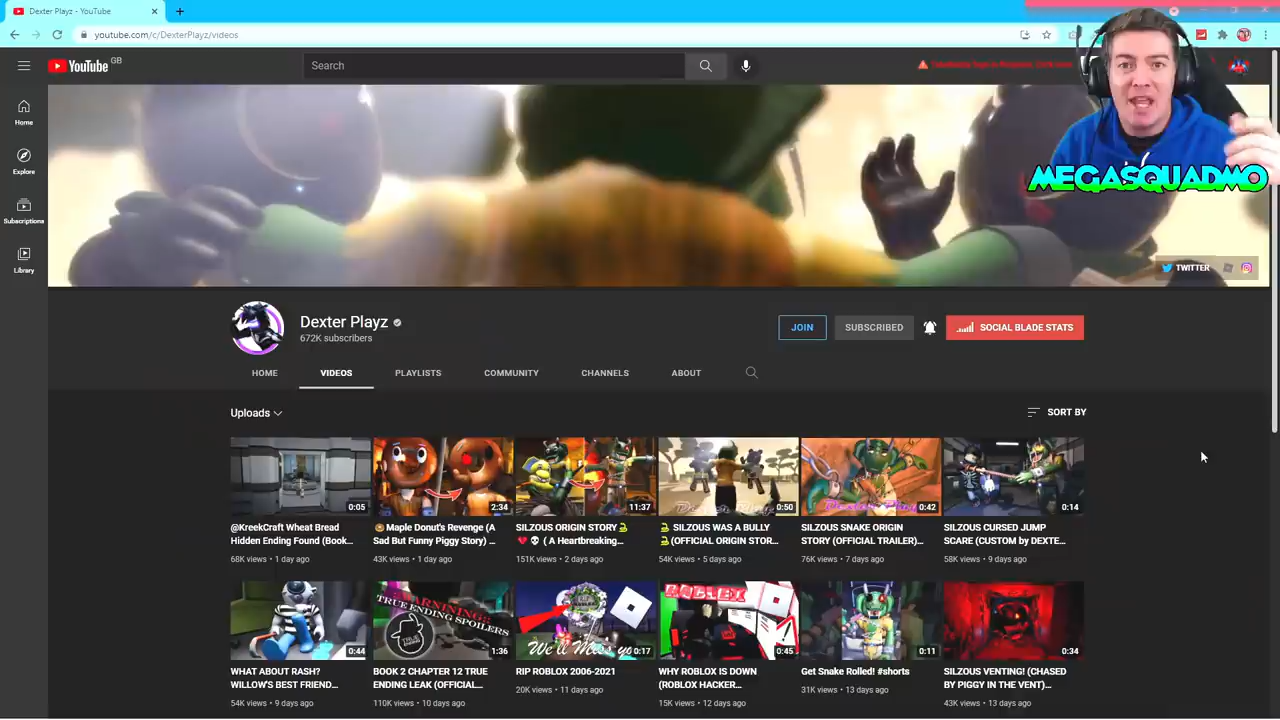 Dexter Playz - YouTube
youtube.com/c/DexterPlayz/videos
YouTube GB
Search
MEGASQUADMO
Home
Explore
Subscriptions
Library
TWITTER
Dexter Playz
672K subscribers
JOIN
SUBSCRIBED
SOCIAL BLADE STATS
HOME
VIDEOS
PLAYLISTS
COMMUNITY
CHANNELS
ABOUT
Uploads
SORT BY
0:05
2:34
11:37
0:50
0:42
0:14
@KreekCraft Wheat Bread
Hidden Ending Found (Book...
68K views • 1 day ago
Maple Donut's Revenge (A
Sad But Funny Piggy Story) ...
43K views • 1 day ago
SILZOUS ORIGIN STORY
( A Heartbreaking...
151K views • 2 days ago
SILZOUS WAS A BULLY
(OFFICIAL ORIGIN STOR...
54K views • 5 days ago
SILZOUS SNAKE ORIGIN
STORY (OFFICIAL TRAILER)...
76K views • 7 days ago
SILZOUS CURSED JUMP
SCARE (CUSTOM by DEXTE...
58K views • 9 days ago
0:44
TRUE ENDING SPOILERS
1:36
We'll Miss yo
0:17
ROBLOX
0:45
0:11
0:34
WHAT ABOUT RASH?
WILLOW'S BEST FRIEND...
54K views • 9 days ago
BOOK 2 CHAPTER 12 TRUE
ENDING LEAK (OFFICIAL...
110K views • 10 days ago
RIP ROBLOX 2006-2021
20K views • 11 days ago
WHY ROBLOX IS DOWN
(ROBLOX HACKER...
15K views • 12 days ago
Get Snake Rolled! #shorts
31K views • 13 days ago
SILZOUS VENTING! (CHASED
BY PIGGY IN THE VENT)...
43K views • 13 days ago